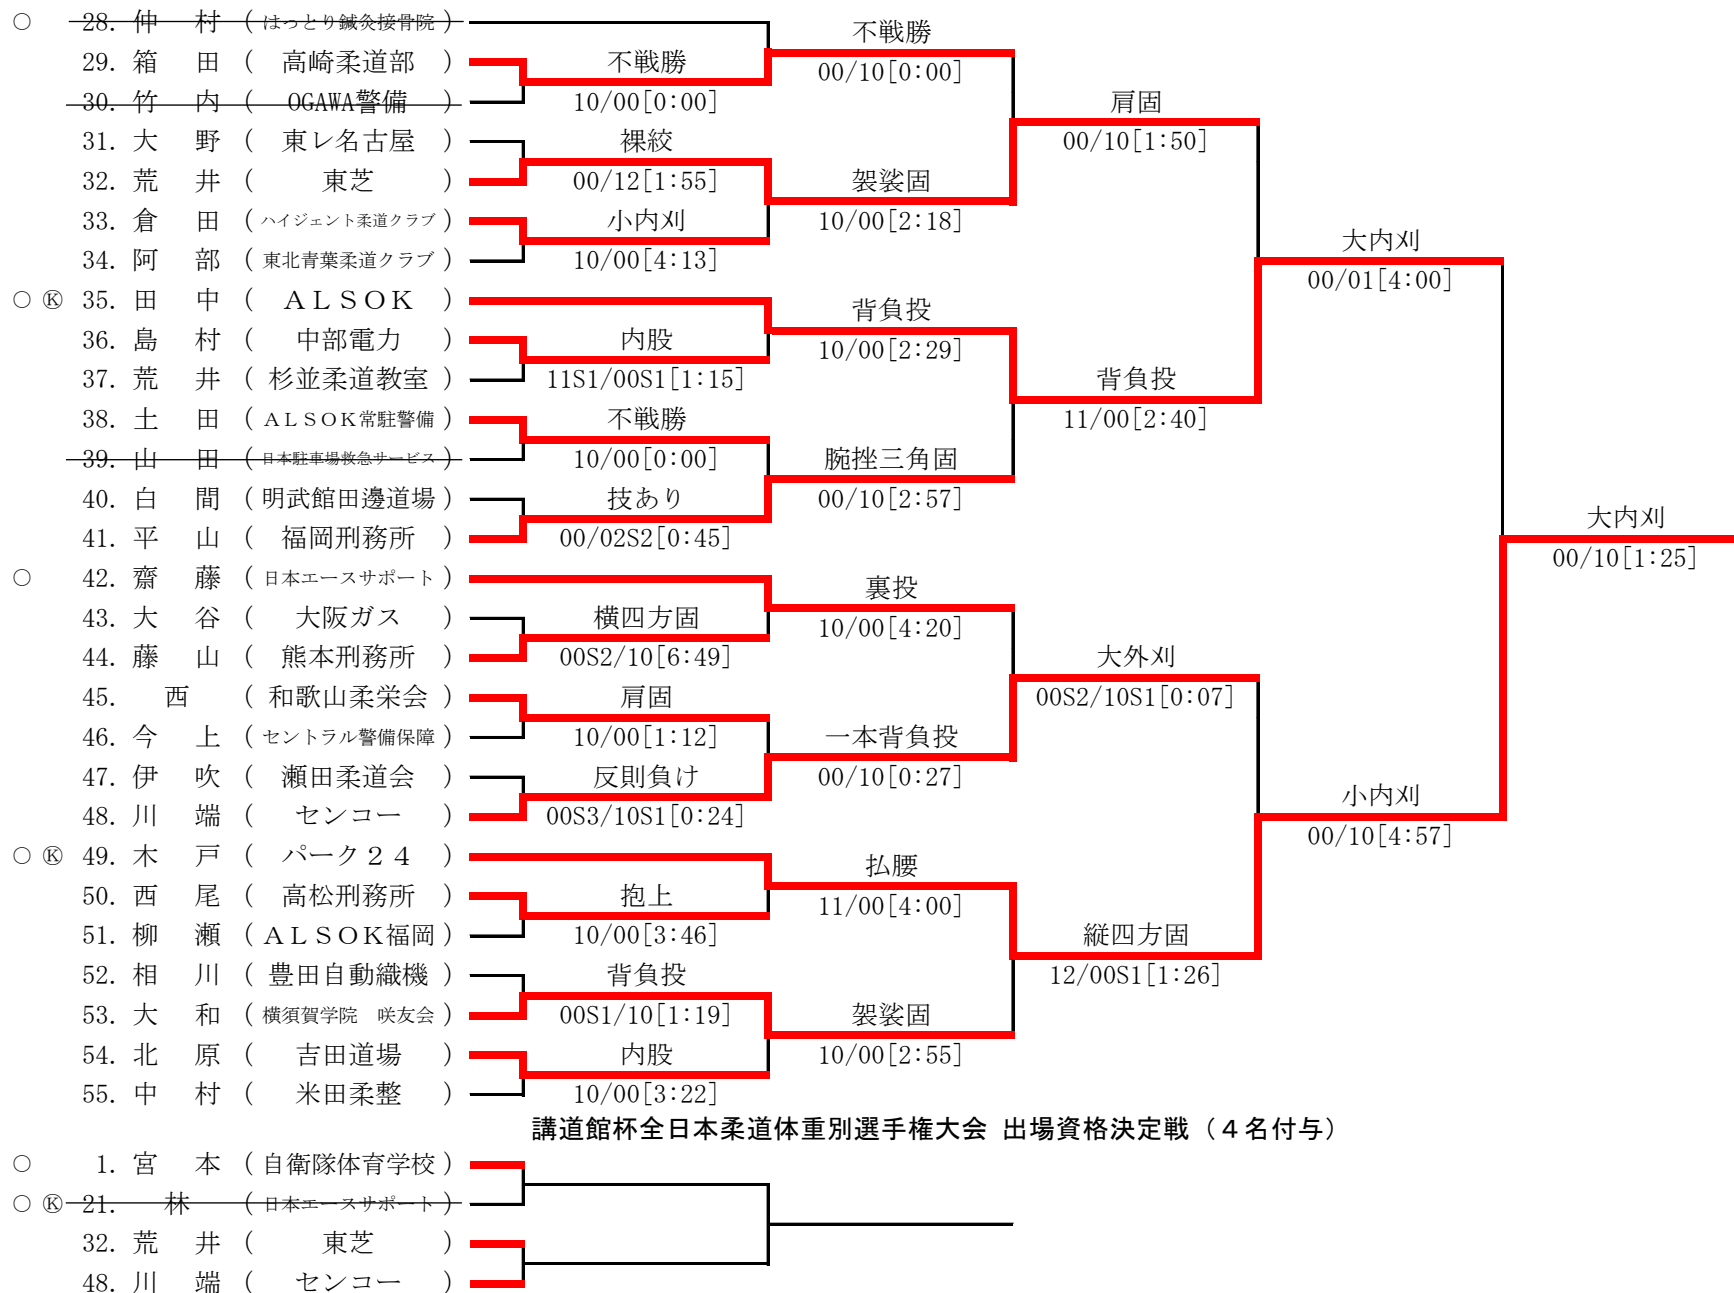 ○ 28. 仲 村 ( はっとり鍼灸接骨院 )
不戦勝
29. 箱 田 ( 高崎柔道部 ) 不戦勝
00/10[0:00]
30. 竹 内 ( OGAWA警備 ) 10/00[0:00] 肩固
31. 大 野 ( 東レ名古屋 ) 裸絞 00/10[1:50]
32. 荒 井 ( 東芝 ) 00/12[1:55] 袈裟固
33. 倉 田 ( ハイジェント柔道クラブ ) 小内刈 10/00[2:18]
大内刈
34. 阿 部 ( 東北青葉柔道クラブ ) 10/00[4:13]
00/01[4:00]
○ Ⓚ 35. 田 中 ( ＡＬＳＯＫ ) 背負投
36. 島 村 ( 中部電力 ) 内股 10/00[2:29]
37. 荒 井 ( 杉並柔道教室 ) 11S1/00S1[1:15] 背負投
38. 土 田 ( ＡＬＳＯＫ常駐警備 ) 不戦勝 11/00[2:40]
39. 山 田 ( 日本駐車場救急サービス ) 10/00[0:00] 腕挫三角固
40. 白 間 ( 明武館田邊道場 ) 技あり 00/10[2:57]
大内刈
41. 平 山 ( 福岡刑務所 ) 00/02S2[0:45]
00/10[1:25]
○ 42. 齋 藤 ( 日本エースサポート ) 裏投
43. 大 谷 ( 大阪ガス ) 横四方固 10/00[4:20]
44. 藤 山 ( 熊本刑務所 ) 00S2/10[6:49] 大外刈
45. 西 ( 和歌山柔栄会 ) 肩固 00S2/10S1[0:07]
46. 今 上 ( セントラル警備保障 ) 10/00[1:12] 一本背負投
47. 伊 吹 ( 瀬田柔道会 ) 反則負け 00/10[0:27]
小内刈
48. 川 端 ( センコー ) 00S3/10S1[0:24]
00/10[4:57]
○ Ⓚ 49. 木 戸 ( パーク２４ ) 払腰
50. 西 尾 ( 高松刑務所 ) 抱上 11/00[4:00]
51. 柳 瀬 ( ＡＬＳＯＫ福岡 ) 10/00[3:46] 縦四方固
52. 相 川 ( 豊田自動織機 ) 背負投 12/00S1[1:26]
53. 大 和 ( 横須賀学院　咲友会 ) 00S1/10[1:19] 袈裟固
54. 北 原 ( 吉田道場 ) 内股 10/00[2:55]
55. 中 村 ( 米田柔整 ) 10/00[3:22]
講道館杯全日本柔道体重別選手権大会 出場資格決定戦（４名付与）
○ 1. 宮 本 ( 自衛隊体育学校 )
○ Ⓚ 21. 林 ( 日本エースサポート )
32. 荒 井 ( 東芝 )
48. 川 端 ( センコー )